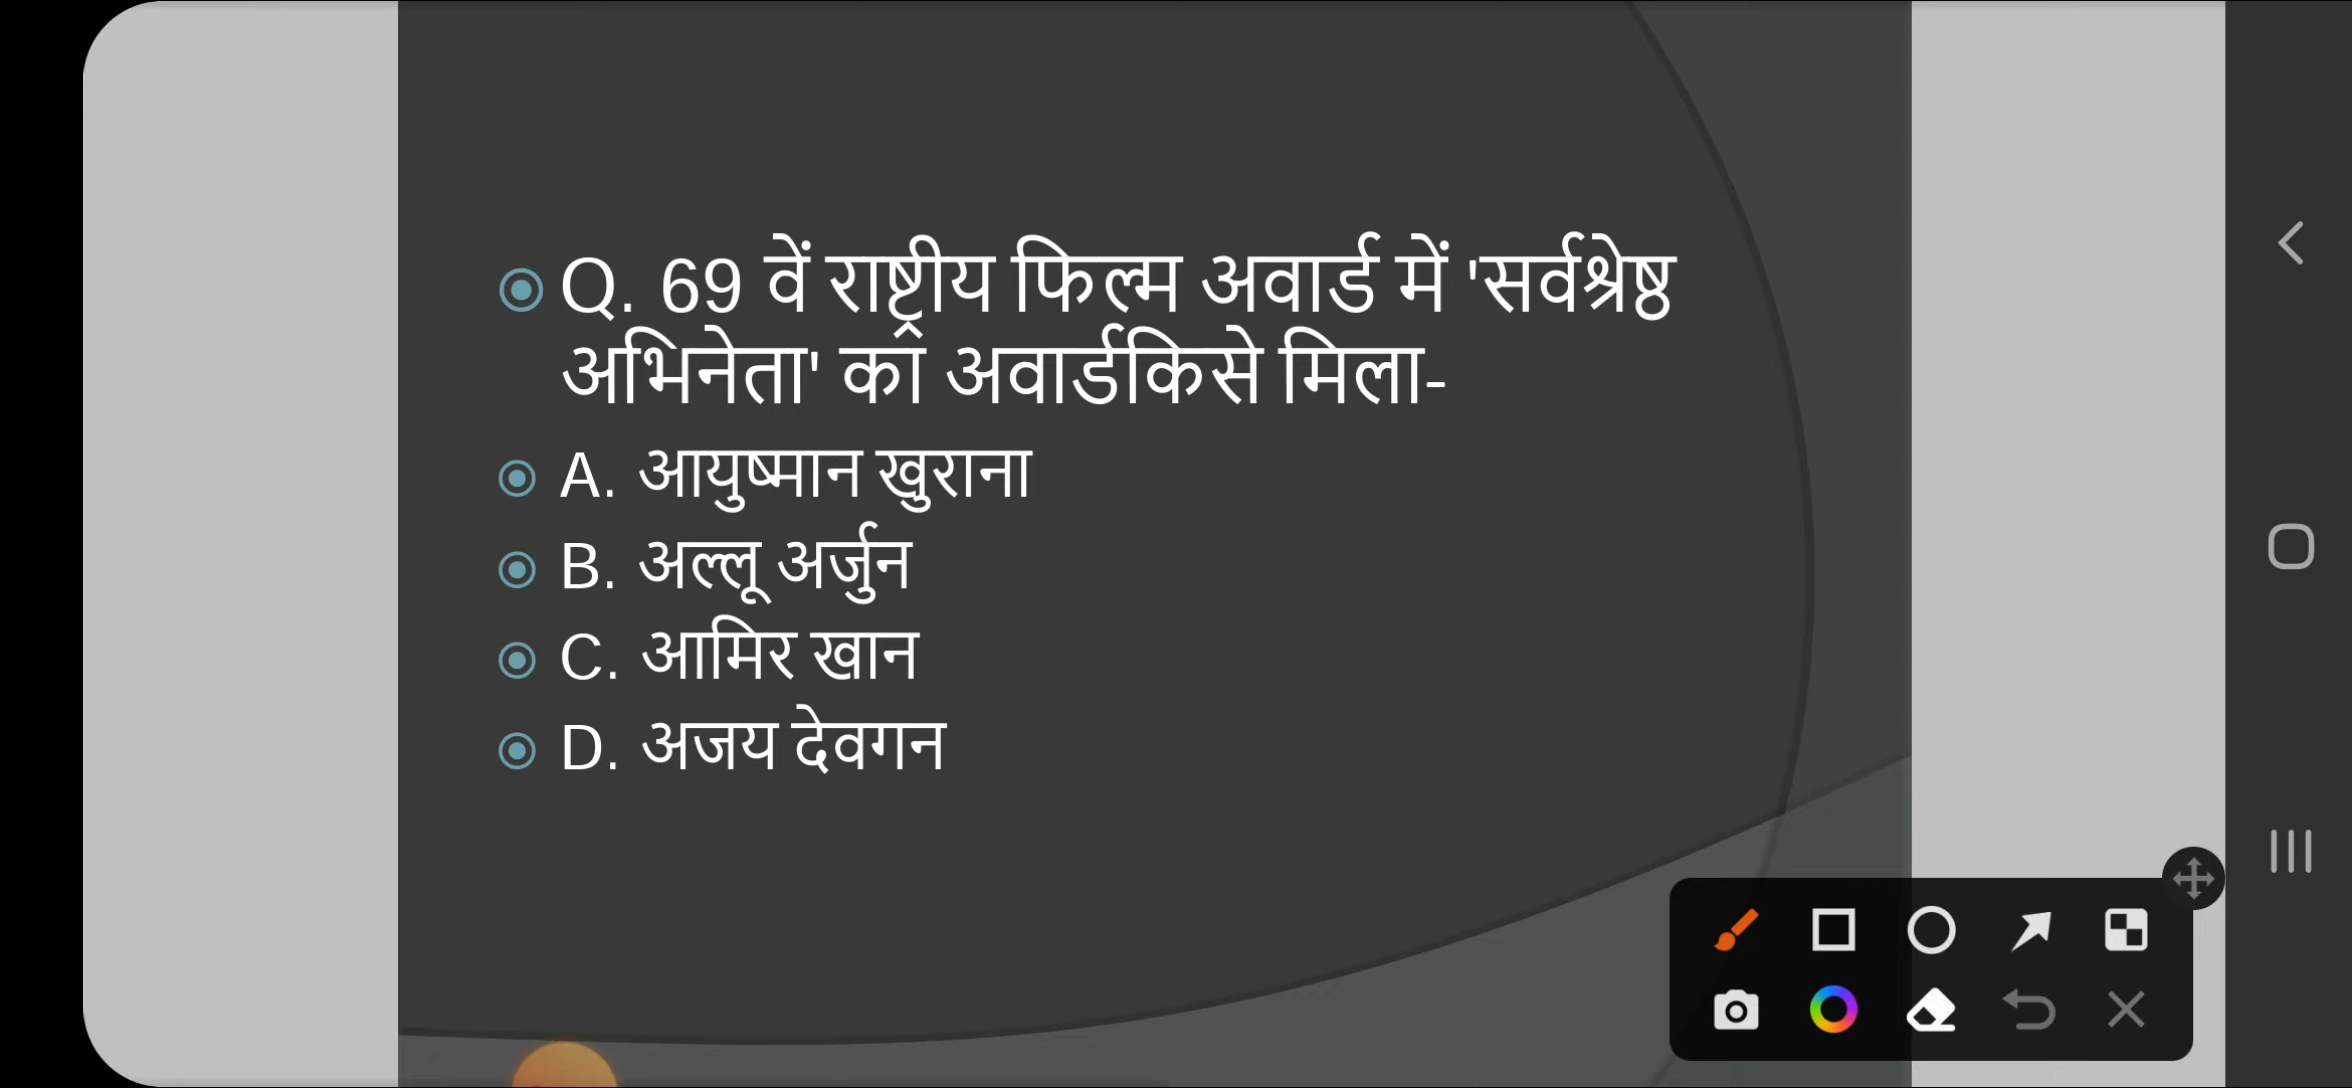 Q. 69 वें राष्ट्रीय फिल्म अवार्ड में 'सर्वश्रेष्ठ
अभिनेता' का अवार्डकिसे मिला-
A. आयुष्मान खुराना
B. अल्लू अर्जुन
C. आमिर खान
D. अजय देवगन